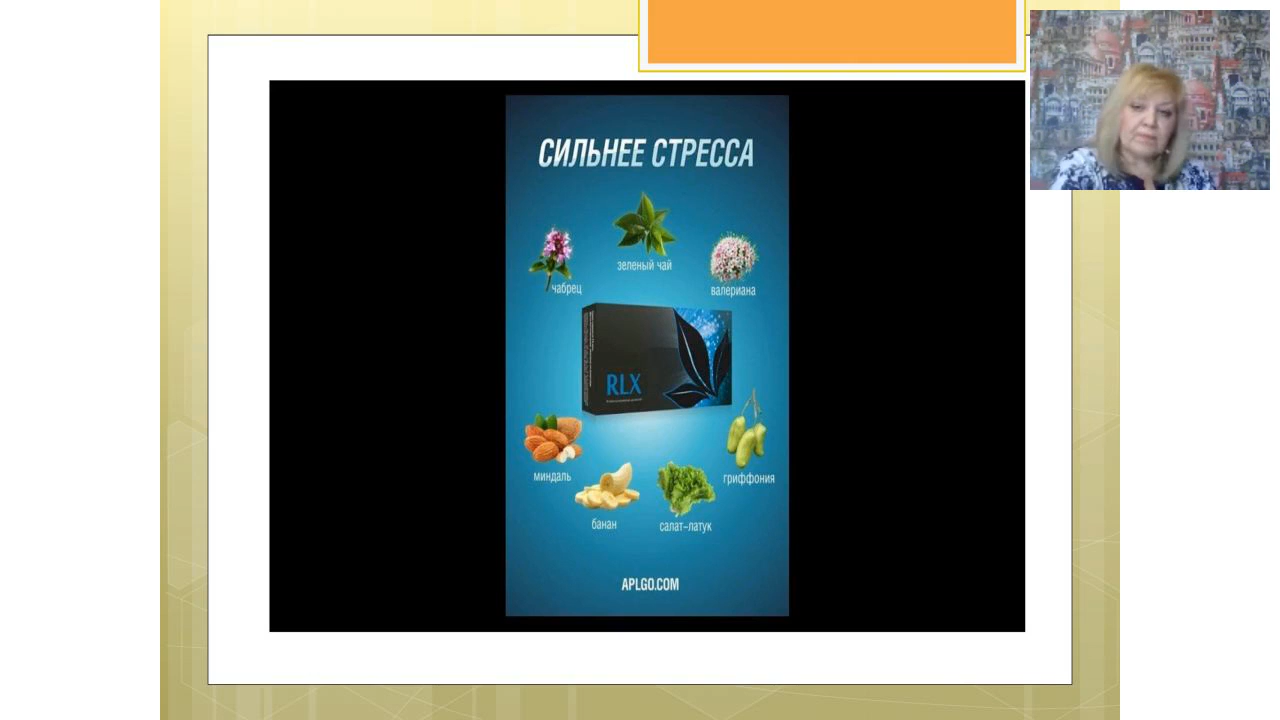 СИЛЬНЕЕ СТРЕССА
зеленый чай
чабрец
валериана
RLX
миндаль
гриффония
банан
салат-латук
APLGO.COM